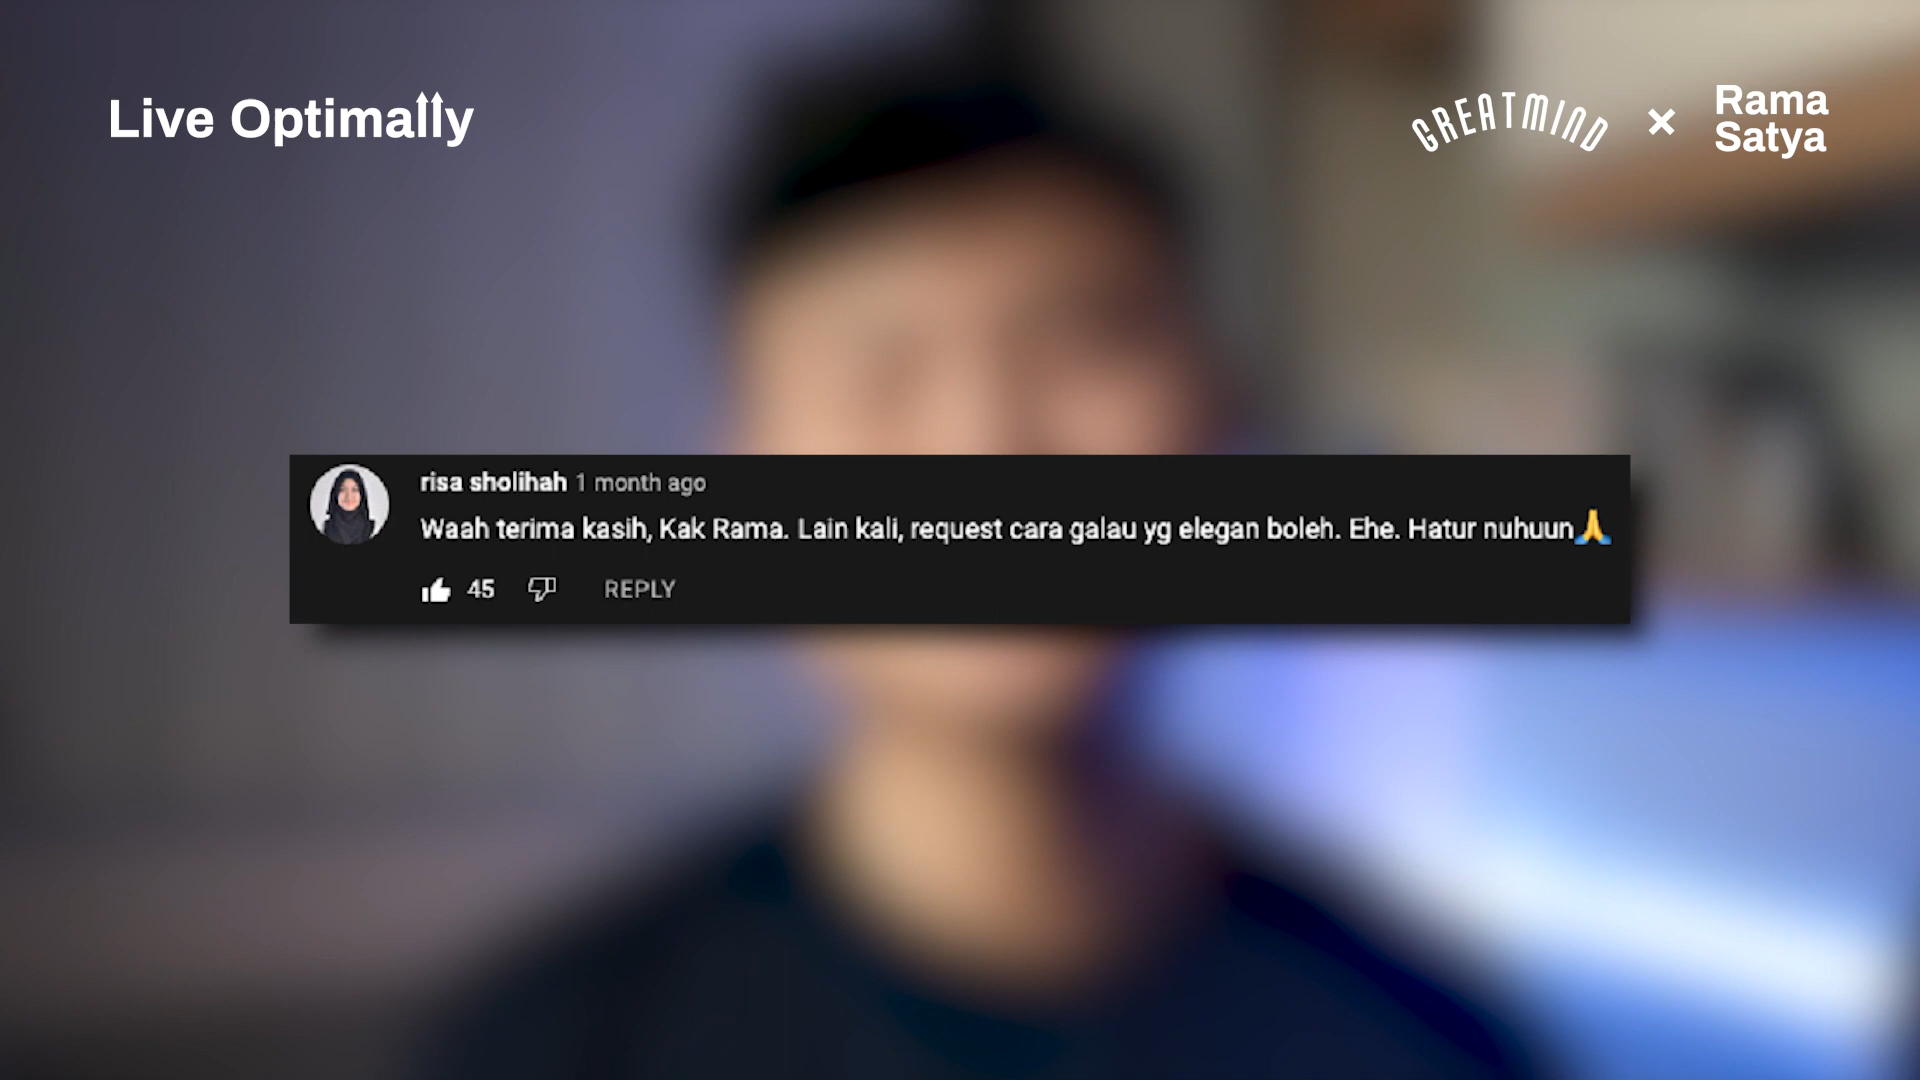 Live Optimally
GREATMIND × Rama Satya
risa sholihah 1 month ago
Waah terima kasih, Kak Rama. Lain kali, request cara galau yg elegan boleh. Ehe. Hatur nuhuun🙏
45 REPLY